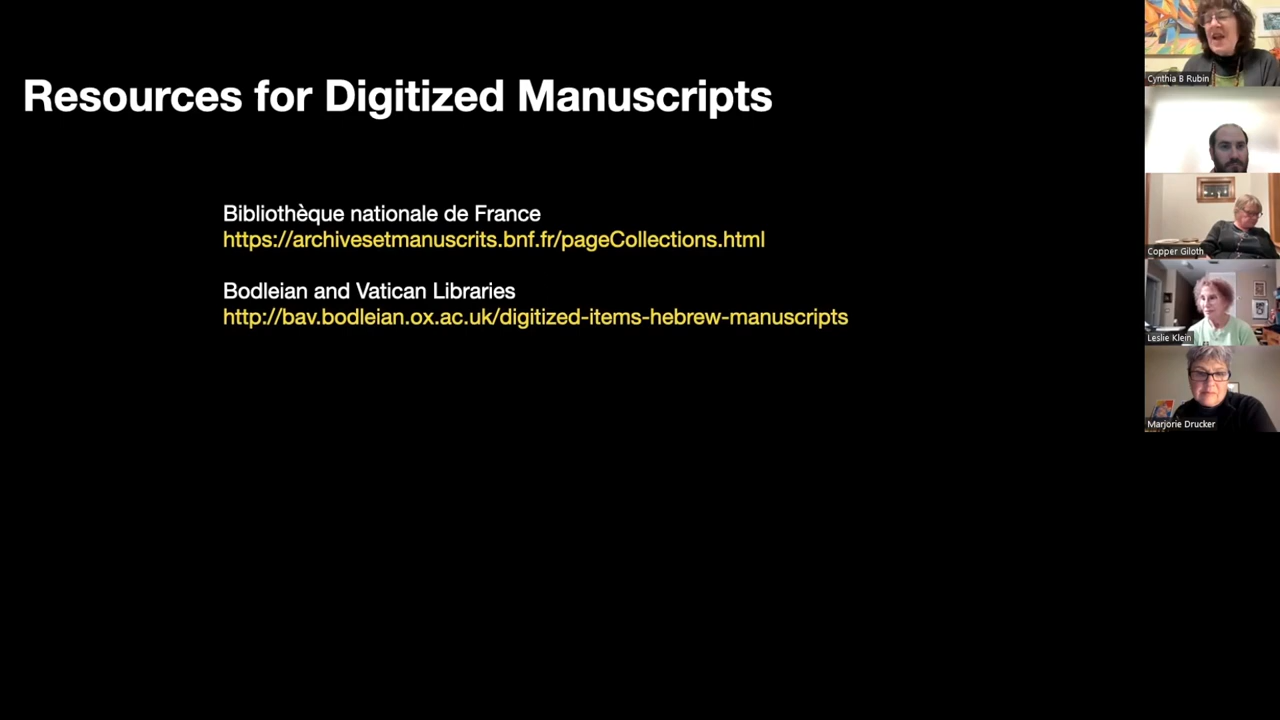 Resources for Digitized Manuscripts
Bibliothèque nationale de France
https://archivesetmanuscrits.bnf.fr/pageCollections.html
Bodleian and Vatican Libraries
http://bav.bodleian.ox.ac.uk/digitized-items-hebrew-manuscripts
Cynthia B Rubin
Copper Giloth
Leslie Klein
Marjorie Drucker